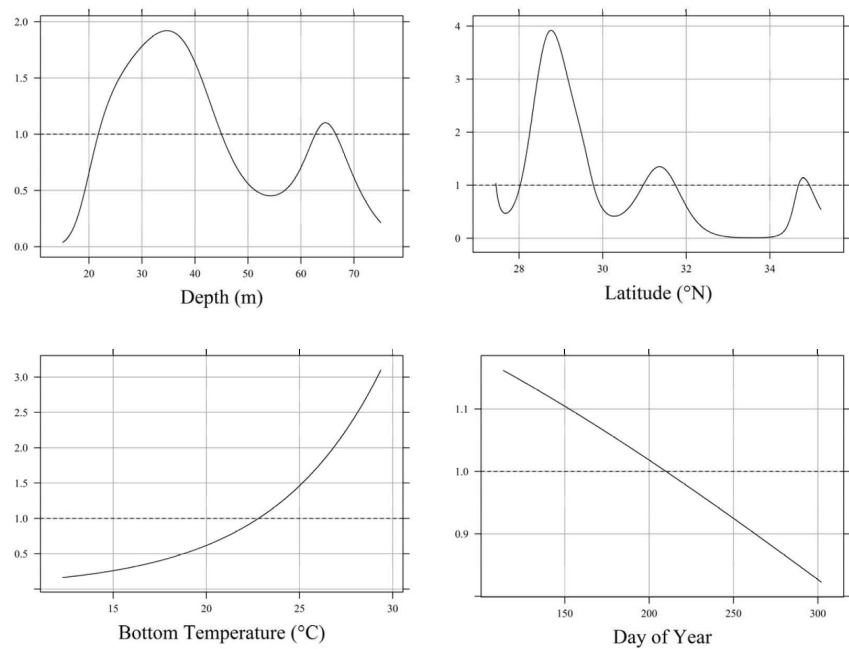 2.0
1.5
1.0
0.5
0.0
20 30 40 50 60 70
Depth (m)
4
3
2
1
0
28 30 32 34
Latitude (°N)
3.0
2.5
2.0
1.5
1.0
0.5
15 20 25 30
Bottom Temperature (°C)
1.1
1.0
0.9
150 200 250 300
Day of Year